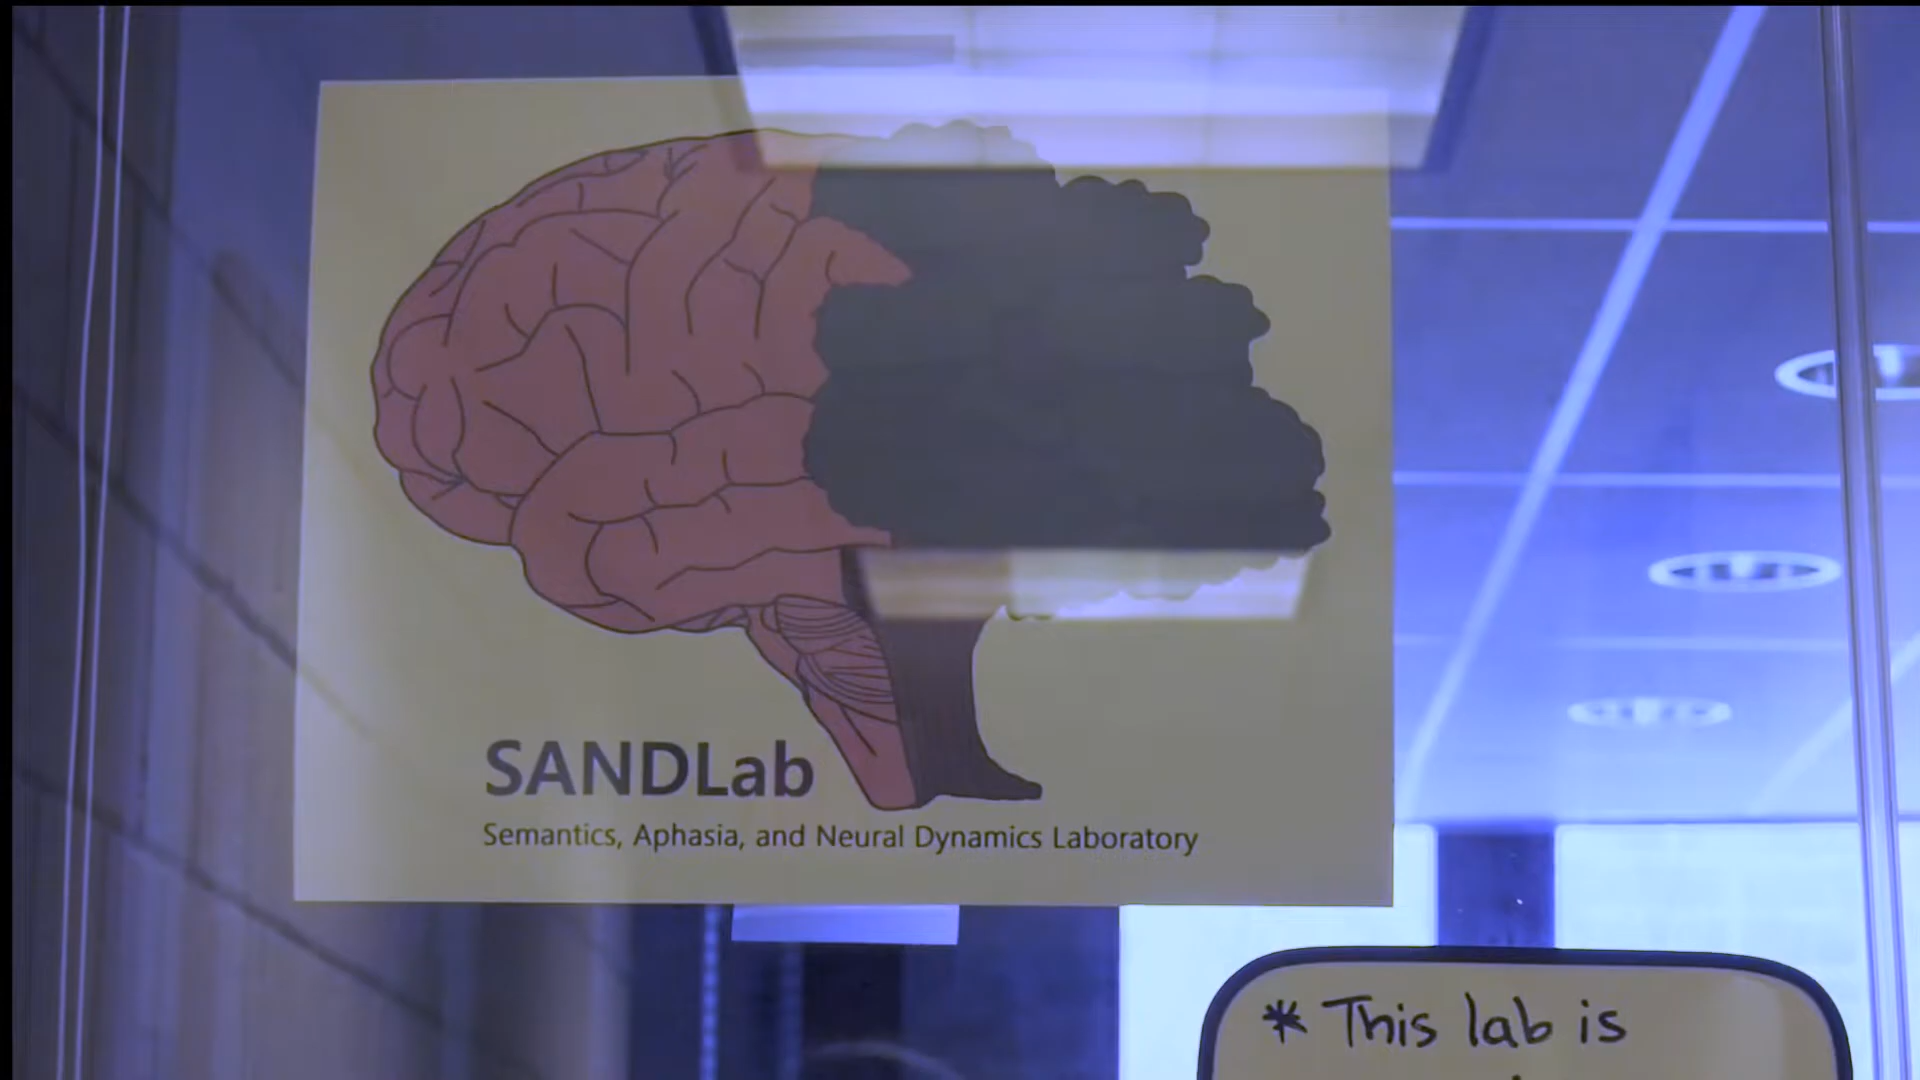 SANDLab
Semantics, Aphasia, and Neural Dynamics Laboratory
* This lab is